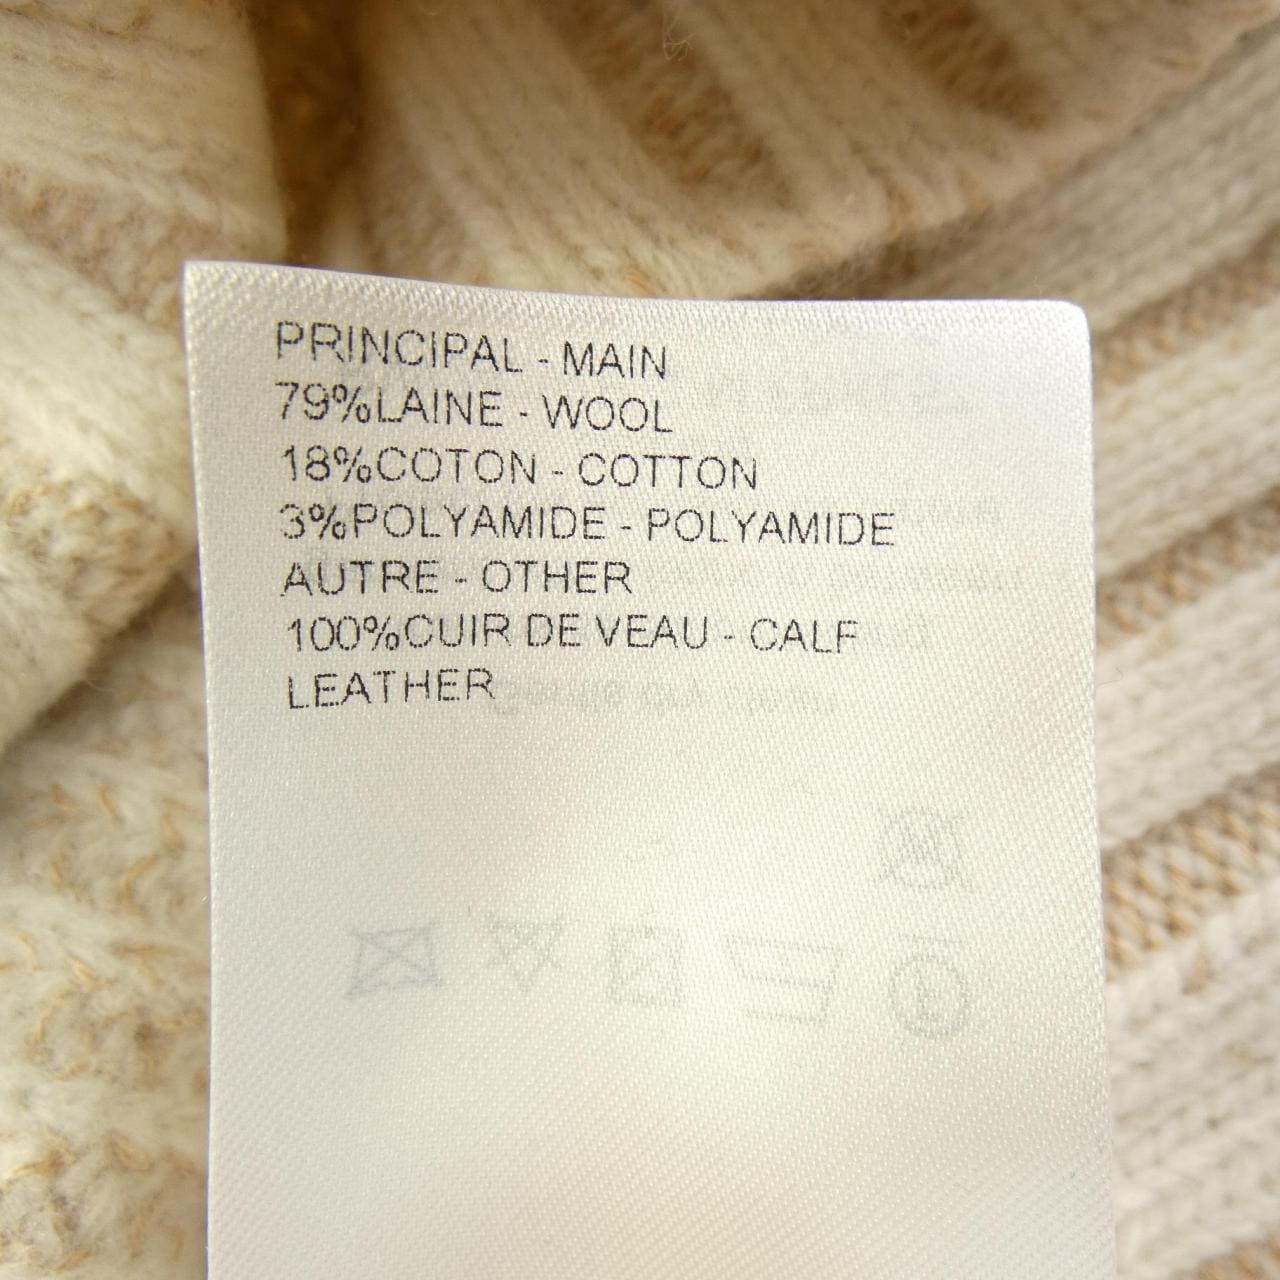 PRINCIPAL - MAIN
79%LAINE - WOOL
18%COTON - COTTON
3%POLYAMIDE - POLYAMIDE
AUTRE - OTHER
100%CUIR DE VEAU - CALF
LEATHER